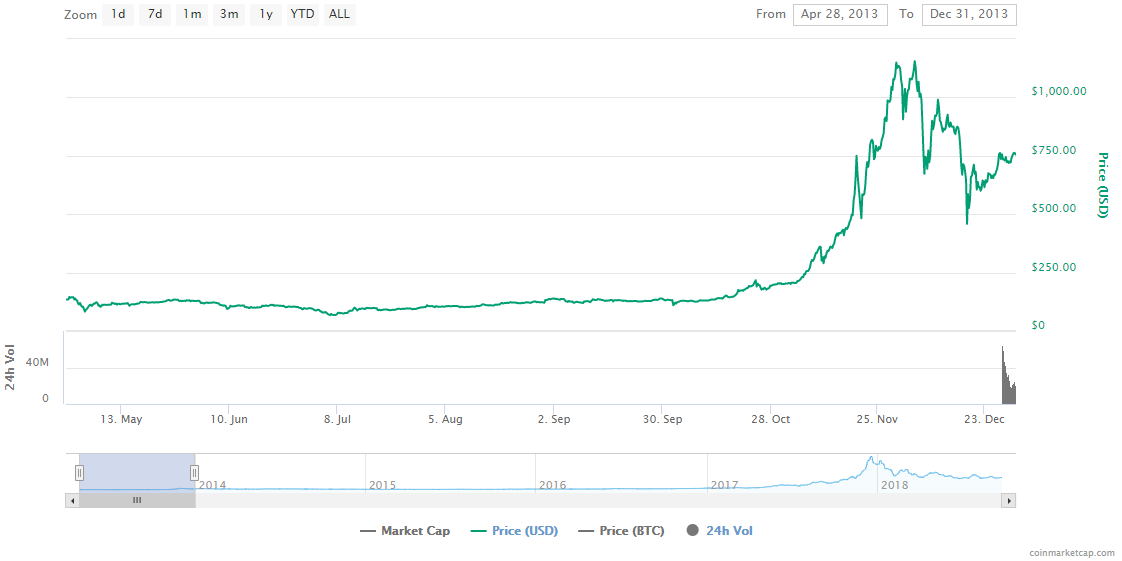 Zoom 1d 7d 1m 3m 1y YTD ALL From Apr 28, 2013 To Dec 31, 2013
$1,000.00
$750.00
$500.00
$250.00
$0
Price (USD)
24h Vol
40M
0
13. May 10. Jun 8. Jul 5. Aug 2. Sep 30. Sep 28. Oct 25. Nov 23. Dec
2014 2015 2016 2017 2018
Market Cap Price (USD) Price (BTC) 24h Vol
coinmarketcap.com